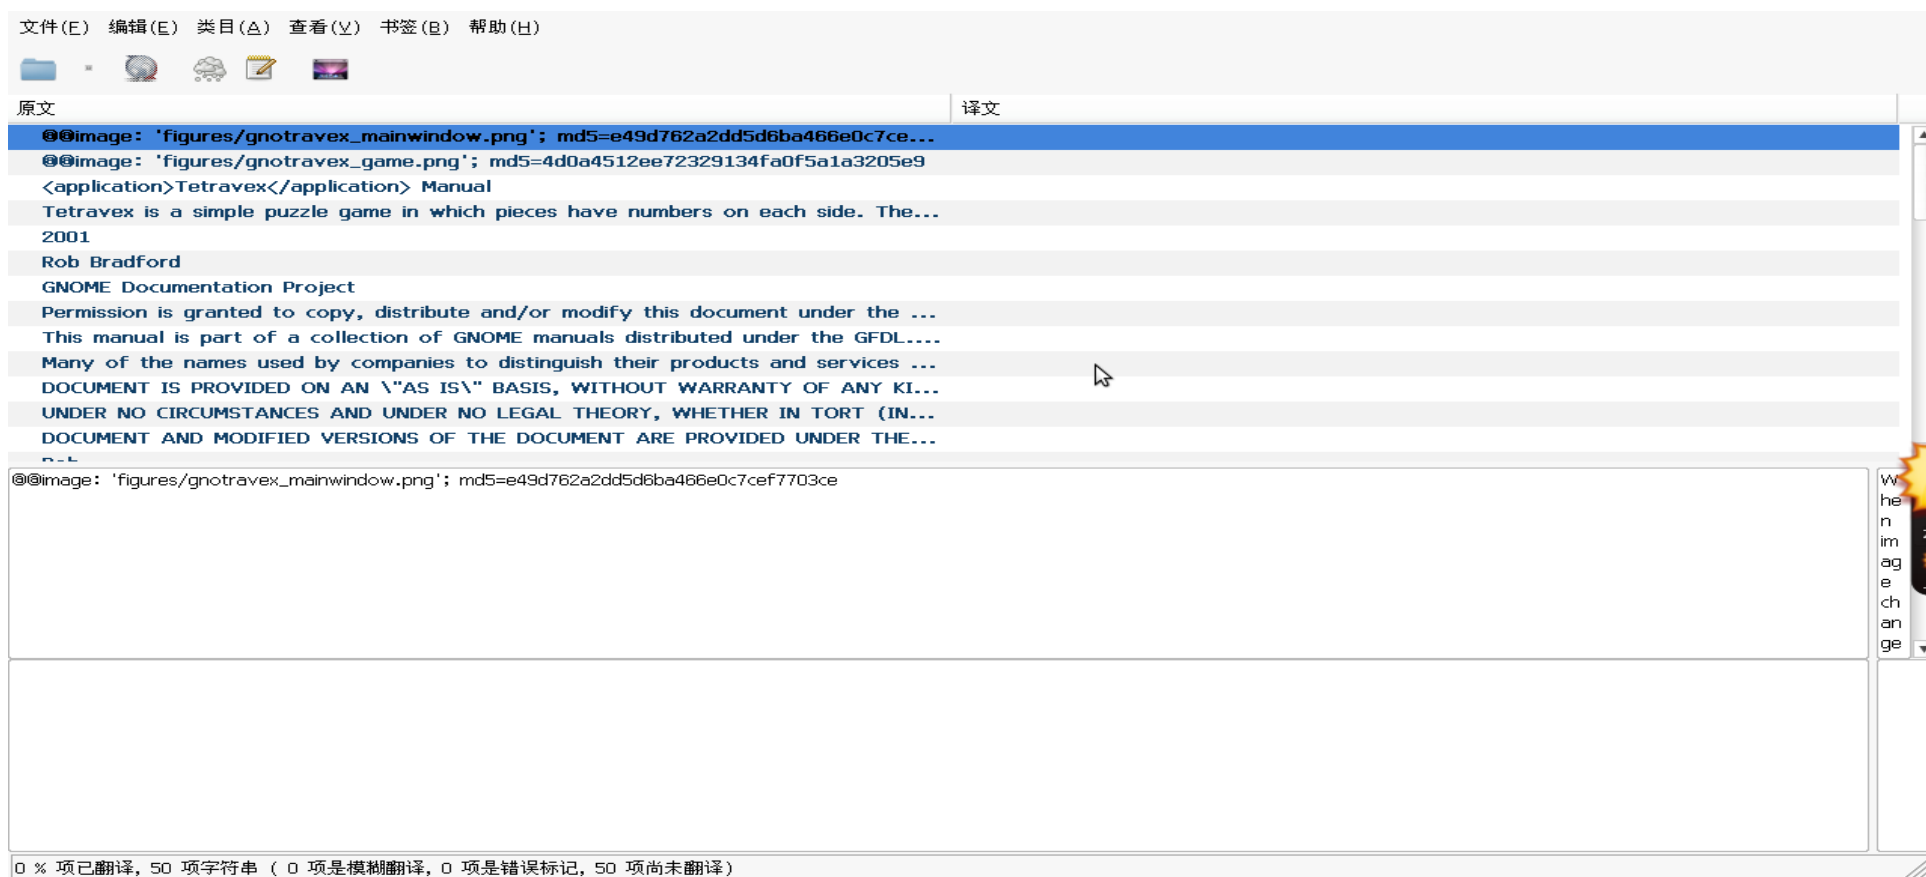 文件(F) 编辑(E) 类目(A) 查看(V) 书签(B) 帮助(H)
原文 译文
@@image: 'figures/gnotravex_mainwindow.png'; md5=e49d762a2dd5d6ba466e0c7ce...
@@image: 'figures/gnotravex_game.png'; md5=4d0a4512ee72329134fa0f5a1a3205e9
<application>Tetravex</application> Manual
Tetravex is a simple puzzle game in which pieces have numbers on each side. The...
2001
Rob Bradford
GNOME Documentation Project
Permission is granted to copy, distribute and/or modify this document under the ...
This manual is part of a collection of GNOME manuals distributed under the GFDL....
Many of the names used by companies to distinguish their products and services ...
DOCUMENT IS PROVIDED ON AN \"AS IS\" BASIS, WITHOUT WARRANTY OF ANY KI...
UNDER NO CIRCUMSTANCES AND UNDER NO LEGAL THEORY, WHETHER IN TORT (IN...
DOCUMENT AND MODIFIED VERSIONS OF THE DOCUMENT ARE PROVIDED UNDER THE...
@@image: 'figures/gnotravex_mainwindow.png'; md5=e49d762a2dd5d6ba466e0c7cef7703ce
W
he
n
im
ag
e
ch
an
ge
0 % 项已翻译, 50 项字符串 ( 0 项是模糊翻译, 0 项是错误标记, 50 项尚未翻译)